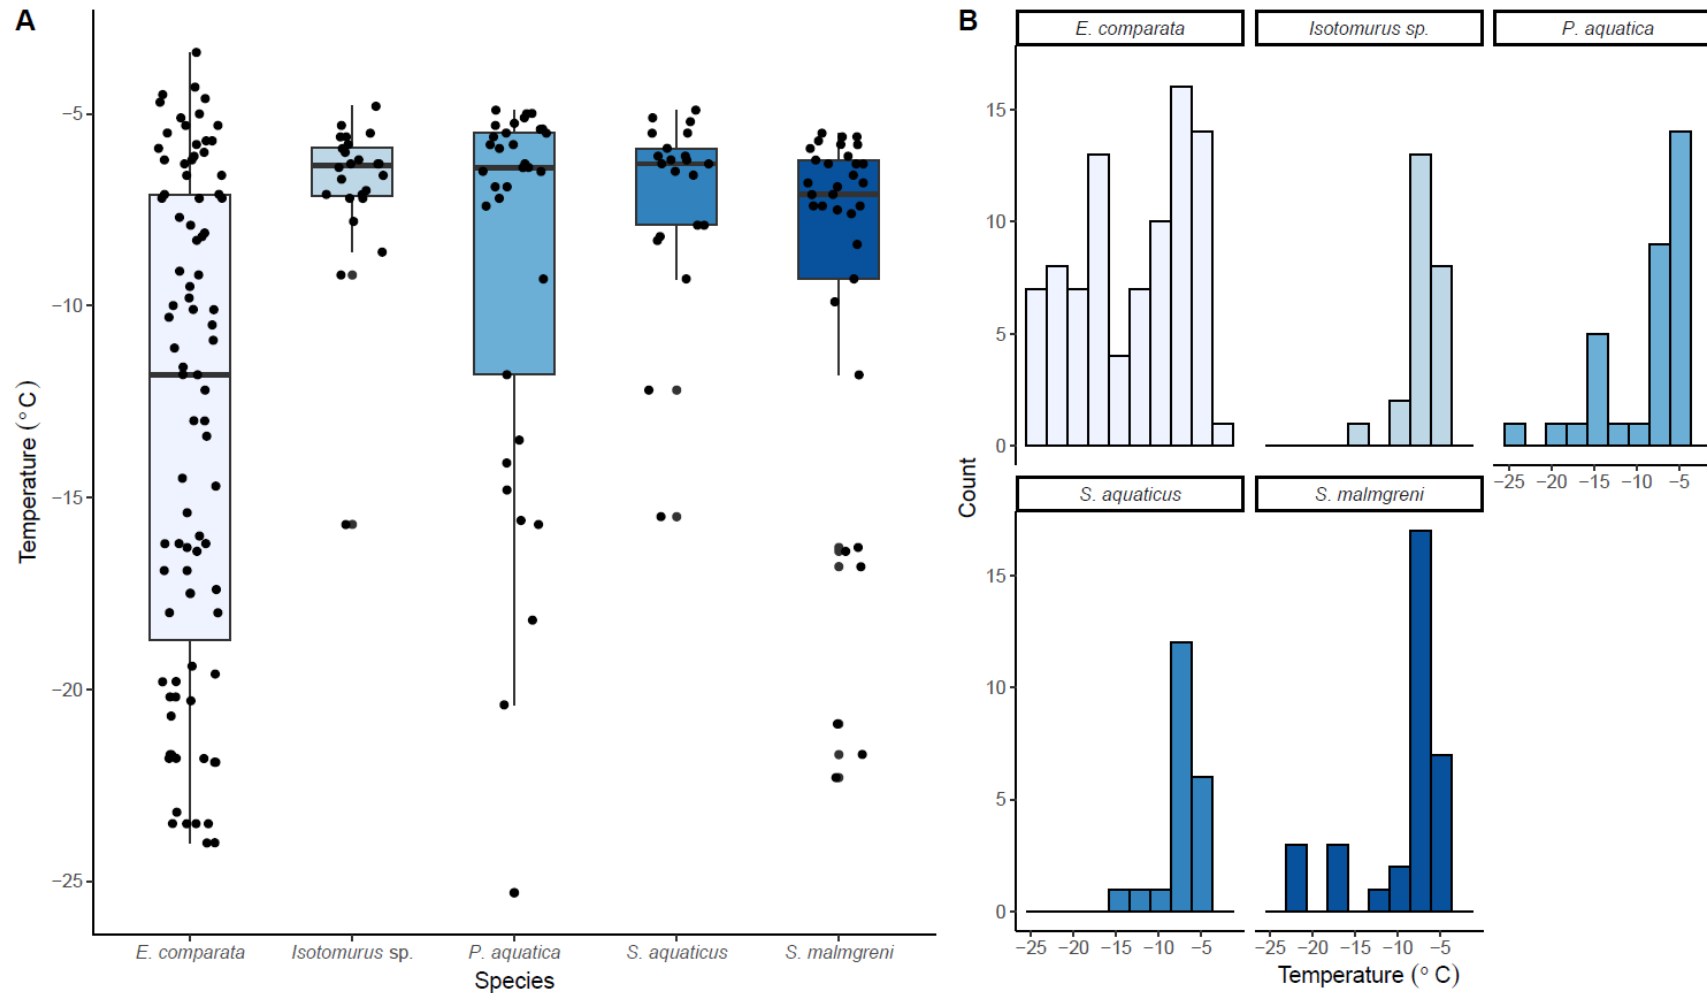 A
Temperature (° C)
−5
−10
−15
−20
−25
E. comparata
Isotomurus sp.
P. aquatica
S. aquaticus
S. malmgreni
Species
B
E. comparata
Isotomurus sp.
P. aquatica
15
10
5
0
−25 −20 −15 −10 −5
Count
S. aquaticus
S. malmgreni
15
10
5
0
−25 −20 −15 −10 −5
−25 −20 −15 −10 −5
Temperature (° C)